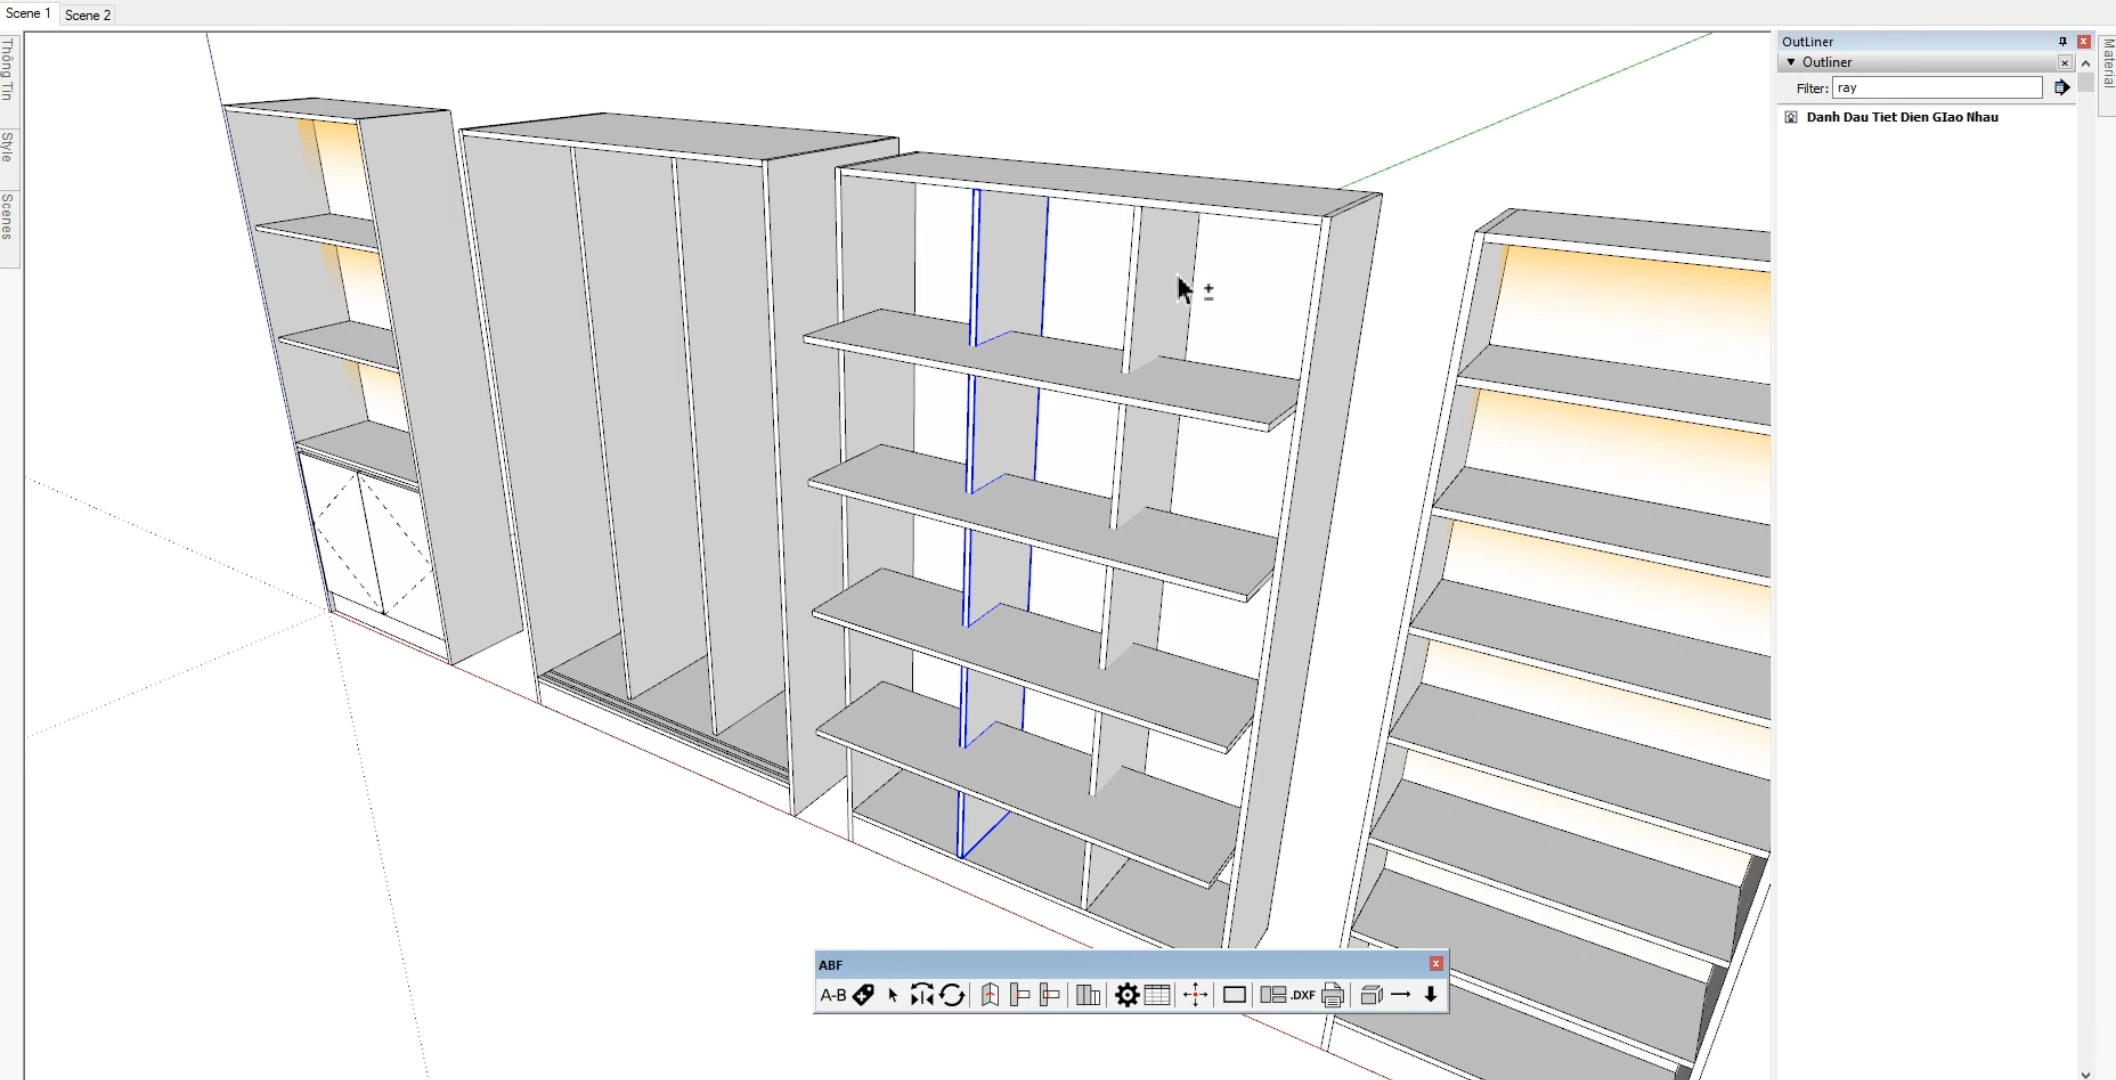 Scene 1
Scene 2
Thông Tin
Style
Scenes
OutLiner
Outliner
Filter: ray
Danh Dau Tiet Dien GIao Nhau
Material
ABF
A-B
.DXF